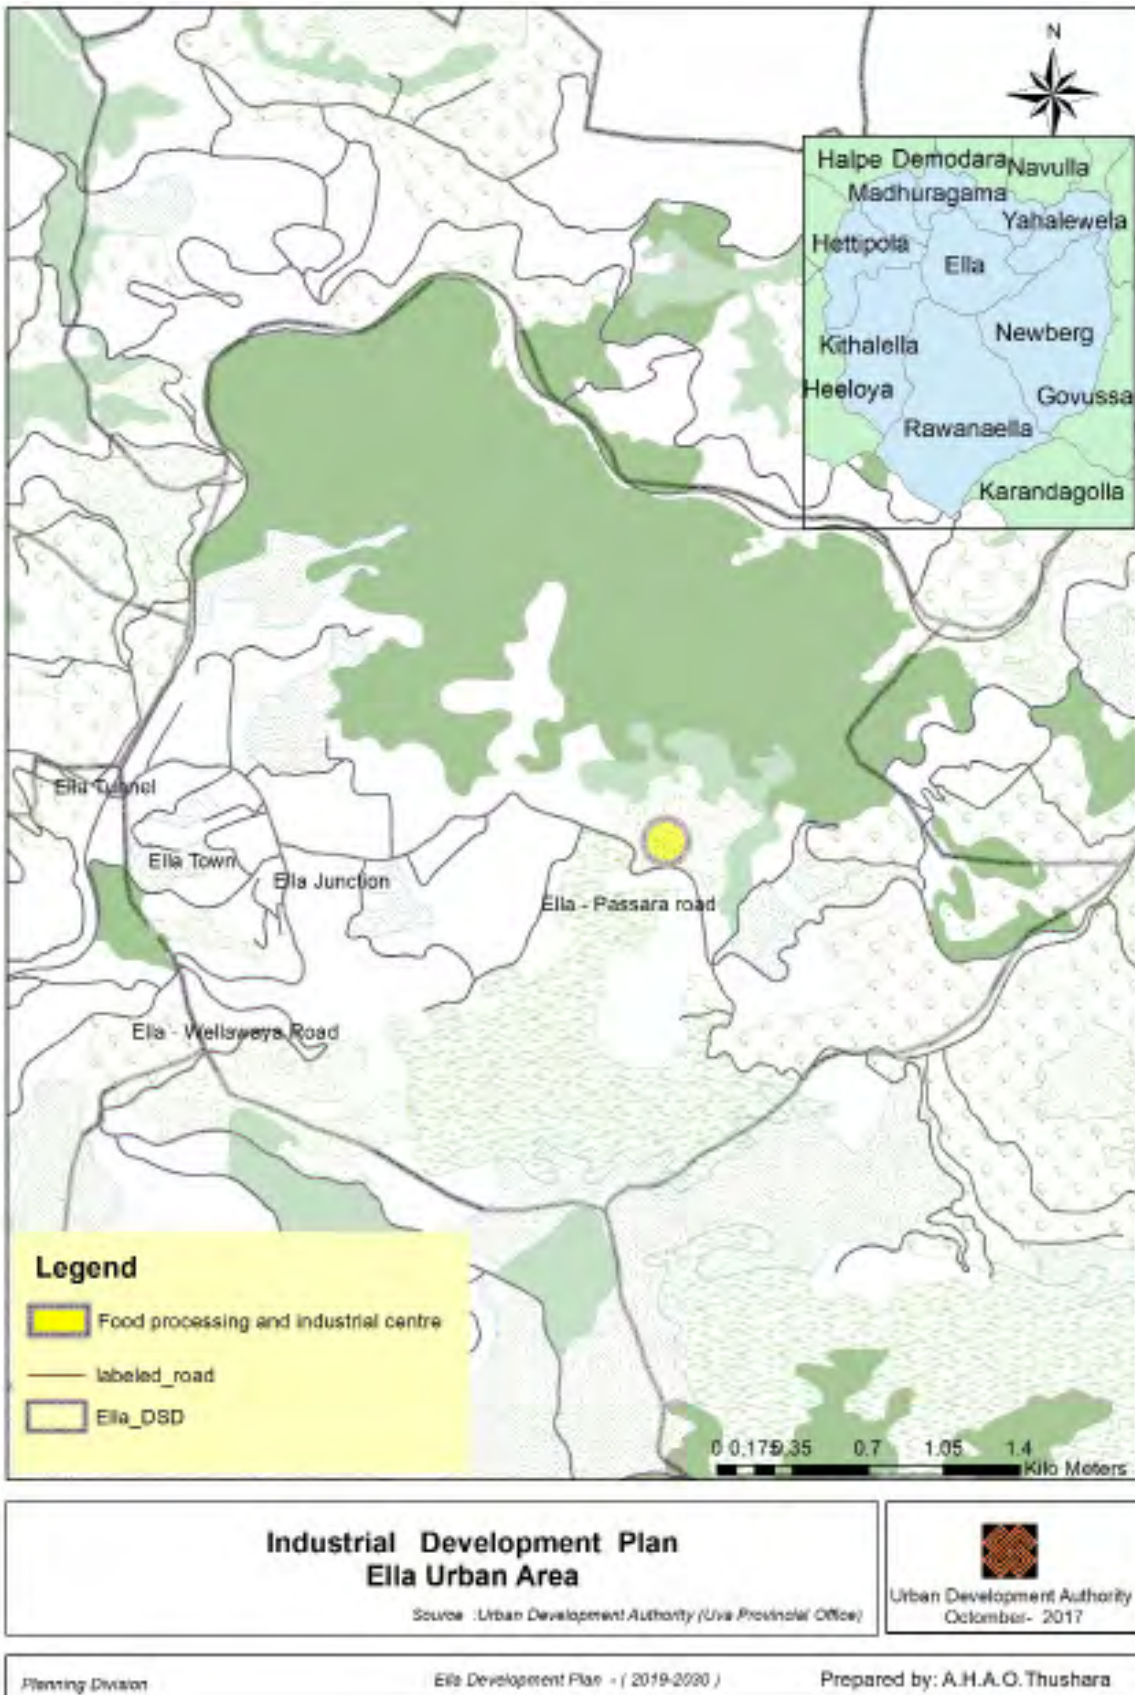 N
Halpe Demodara
Navulla
Madhuragama
Yahalewela
Hettipola
Ella
Newberg
Kithalella
Heeloya
Govussa
Rawanaella
Karandagolla
Ella Tunnel
Ella Town
Ella Junction
Ella - Passara road
Ella - Wellawaya Road
Legend
Food processing and industrial centre
labeled_road
Ella_DSD
0 0.175 0.35 0.7 1.05 1.4
Kilo Meters
Industrial Development Plan
Ella Urban Area
Source :Urban Development Authority (Uva Provincial Office)
Urban Development Authority
Octomber- 2017
Planning Division
Ella Development Plan - ( 2019-2030 )
Prepared by: A.H.A.O.Thushara